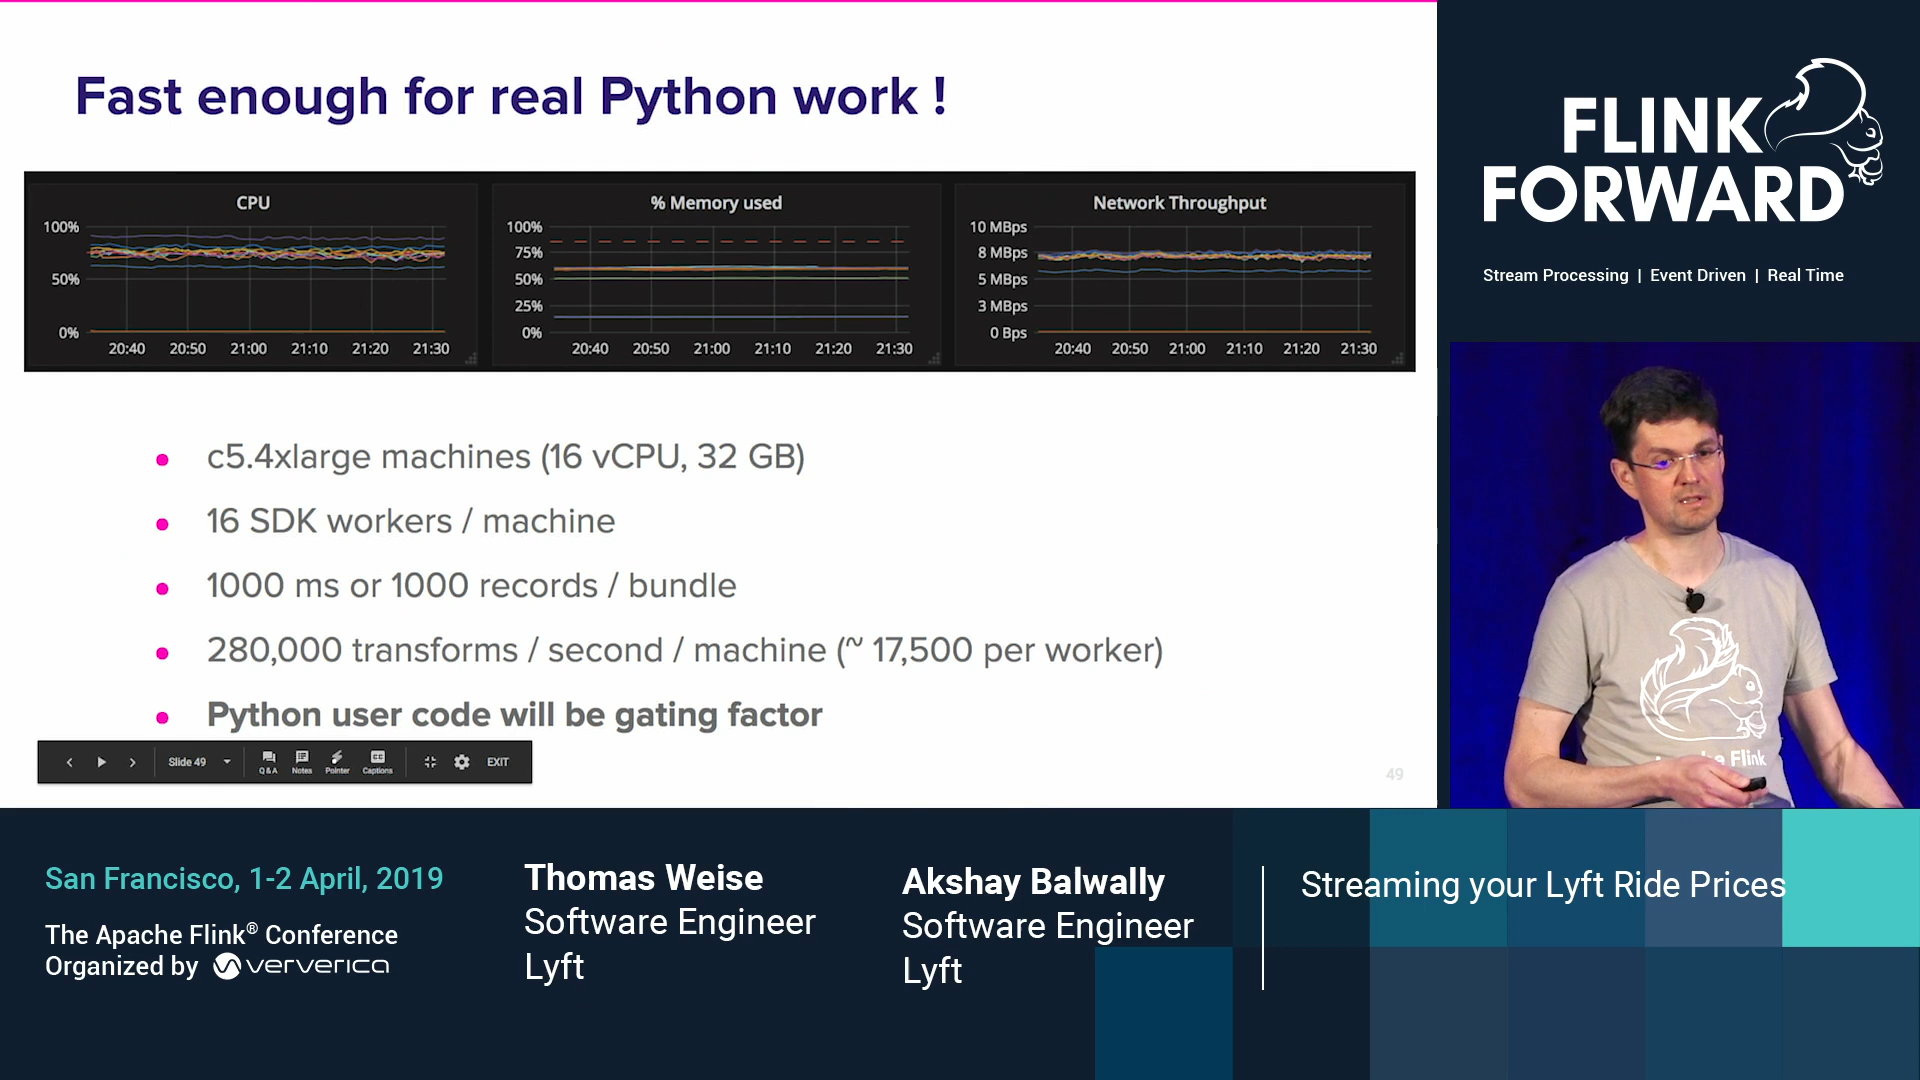 Fast enough for real Python work !
CPU
100%
50%
0%
20:40 20:50 21:00 21:10 21:20 21:30
% Memory used
100%
75%
50%
25%
0%
20:40 20:50 21:00 21:10 21:20 21:30
Network Throughput
10 MBps
8 MBps
5 MBps
3 MBps
0 Bps
20:40 20:50 21:00 21:10 21:20 21:30
c5.4xlarge machines (16 vCPU, 32 GB)
16 SDK workers / machine
1000 ms or 1000 records / bundle
280,000 transforms / second / machine (~ 17,500 per worker)
Python user code will be gating factor
Slide 49 Q & A Notes Pointer Captions EXIT
49
FLINK
FORWARD
Stream Processing | Event Driven | Real Time
Flink
San Francisco, 1-2 April, 2019
The Apache Flink® Conference
Organized by ververica
Thomas Weise
Software Engineer
Lyft
Akshay Balwally
Software Engineer
Lyft
Streaming your Lyft Ride Prices